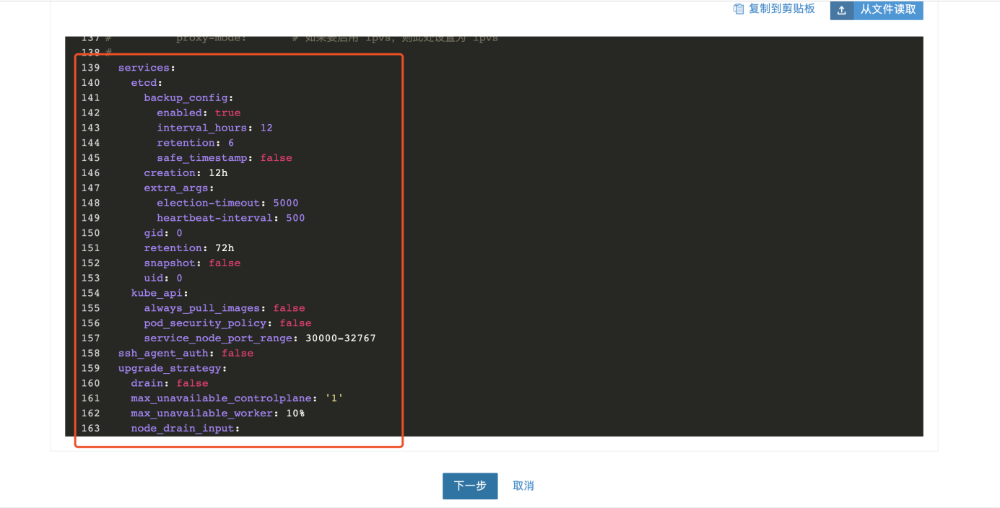 复制到剪贴板 从文件读取
137 # proxy-mode: # 如果要启用 ipvs，则此处设置为 ipvs
138 #
139 services:
140 etcd:
141 backup_config:
142 enabled: true
143 interval_hours: 12
144 retention: 6
145 safe_timestamp: false
146 creation: 12h
147 extra_args:
148 election-timeout: 5000
149 heartbeat-interval: 500
150 gid: 0
151 retention: 72h
152 snapshot: false
153 uid: 0
154 kube_api:
155 always_pull_images: false
156 pod_security_policy: false
157 service_node_port_range: 30000-32767
158 ssh_agent_auth: false
159 upgrade_strategy:
160 drain: false
161 max_unavailable_controlplane: '1'
162 max_unavailable_worker: 10%
163 node_drain_input:
下一步 取消